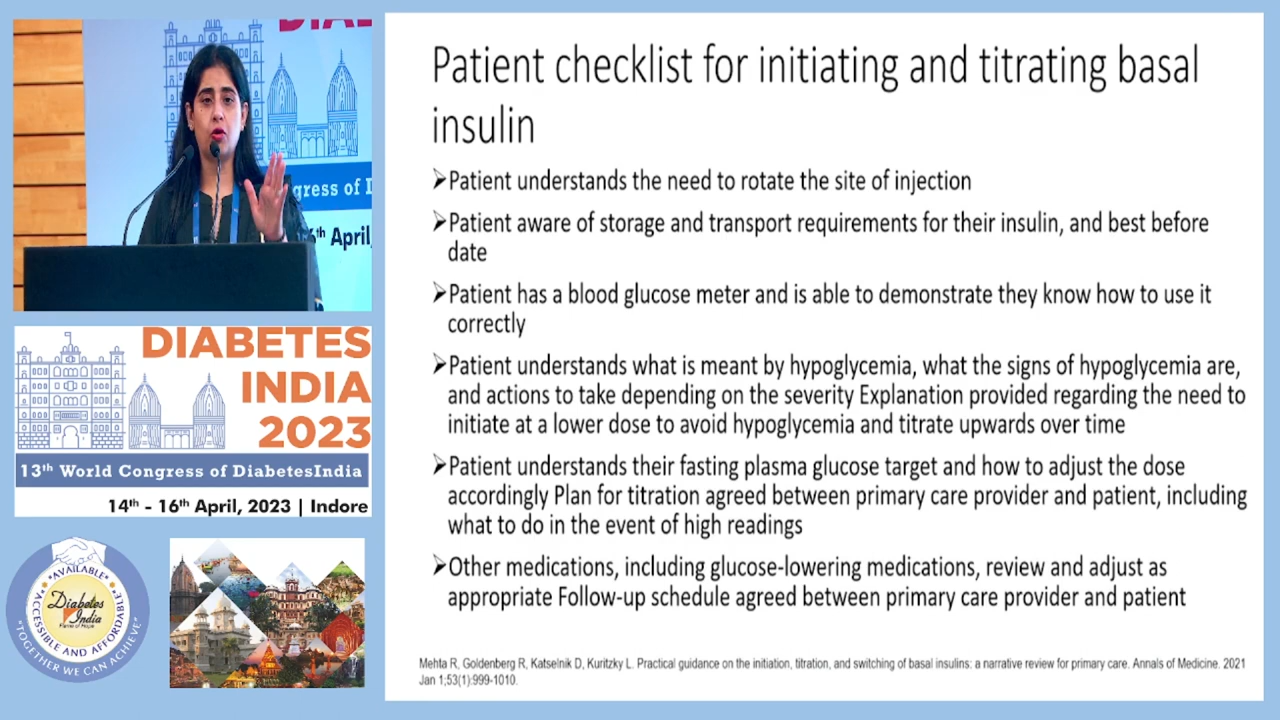 DIA
gress of I
6th April,
DIABETES
INDIA
2023
13th World Congress of DiabetesIndia
14th - 16th April, 2023 | Indore
"AVAILABLE"
"ACCESSIBLE AND AFFORDABLE"
Diabetes
India
"TOGETHER WE CAN ACHIEVE"
Patient checklist for initiating and titrating basal
insulin
➢Patient understands the need to rotate the site of injection
➢Patient aware of storage and transport requirements for their insulin, and best before
date
➢Patient has a blood glucose meter and is able to demonstrate they know how to use it
correctly
➢Patient understands what is meant by hypoglycemia, what the signs of hypoglycemia are,
and actions to take depending on the severity Explanation provided regarding the need to
initiate at a lower dose to avoid hypoglycemia and titrate upwards over time
➢Patient understands their fasting plasma glucose target and how to adjust the dose
accordingly Plan for titration agreed between primary care provider and patient, including
what to do in the event of high readings
➢Other medications, including glucose-lowering medications, review and adjust as
appropriate Follow-up schedule agreed between primary care provider and patient
Mehta R, Goldenberg R, Katselnik D, Kuritzky L. Practical guidance on the initiation, titration, and switching of basal insulins: a narrative review for primary care. Annals of Medicine. 2021
Jan 1;53(1):999-1010.